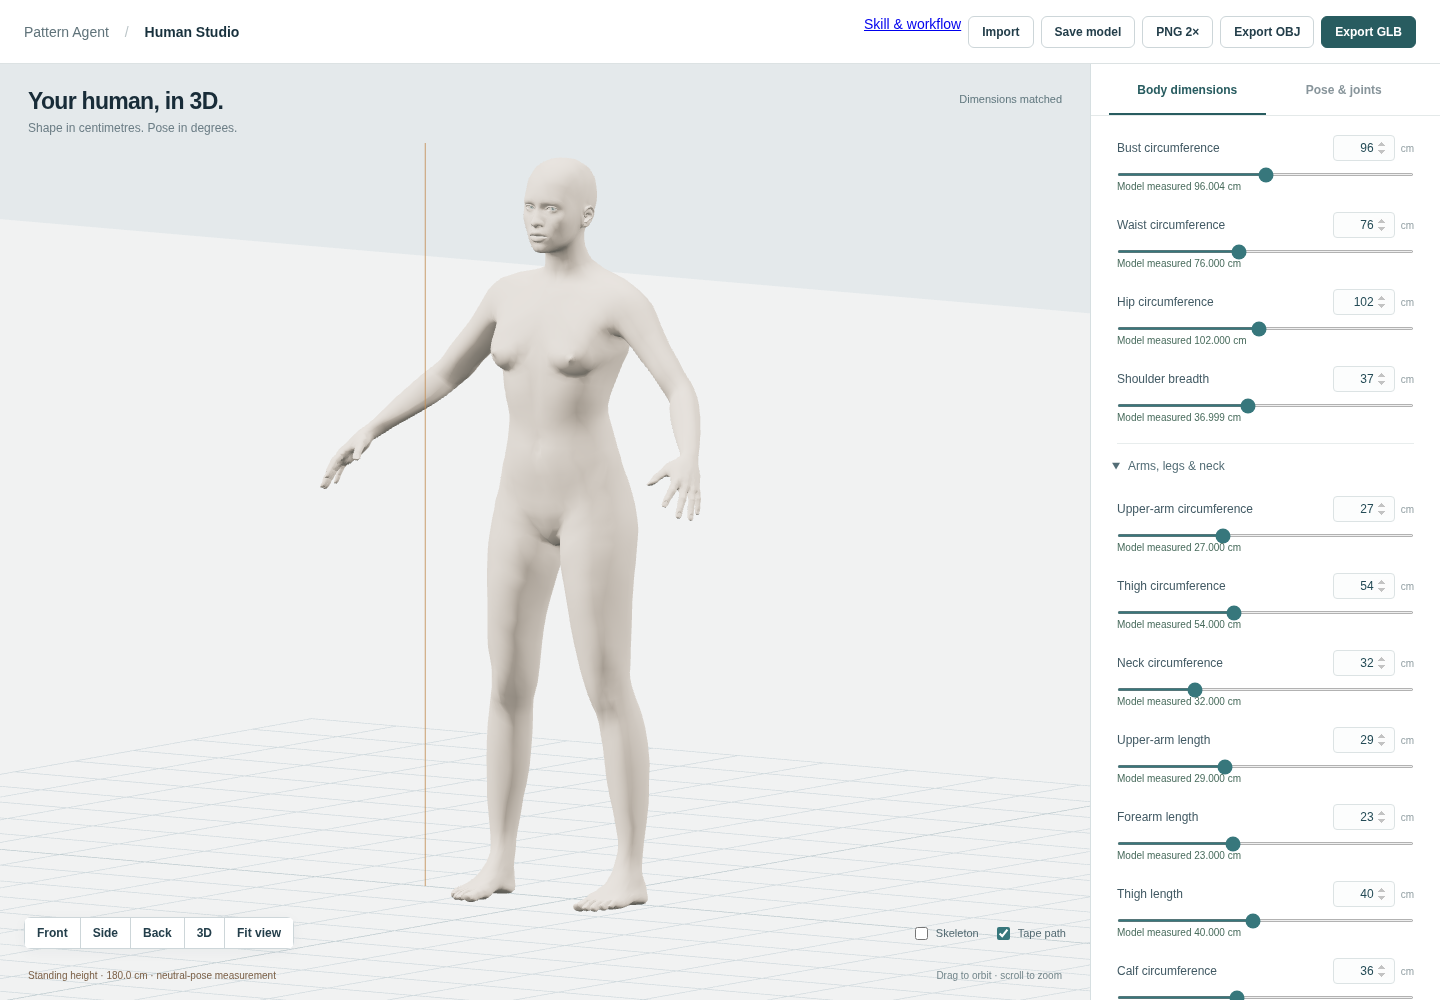 Pattern Agent / Human Studio
Skill & workflow
Import
Save model
PNG 2×
Export OBJ
Export GLB
Your human, in 3D.
Shape in centimetres. Pose in degrees.
Dimensions matched
Body dimensions
Pose & joints
Bust circumference 96 cm
Model measured 96.004 cm
Waist circumference 76 cm
Model measured 76.000 cm
Hip circumference 102 cm
Model measured 102.000 cm
Shoulder breadth 37 cm
Model measured 36.999 cm
Arms, legs & neck
Upper-arm circumference 27 cm
Model measured 27.000 cm
Thigh circumference 54 cm
Model measured 54.000 cm
Neck circumference 32 cm
Model measured 32.000 cm
Upper-arm length 29 cm
Model measured 29.000 cm
Forearm length 23 cm
Model measured 23.000 cm
Thigh length 40 cm
Model measured 40.000 cm
Calf circumference 36 cm
Front
Side
Back
3D
Fit view
Skeleton
Tape path
Standing height · 180.0 cm · neutral-pose measurement
Drag to orbit · scroll to zoom